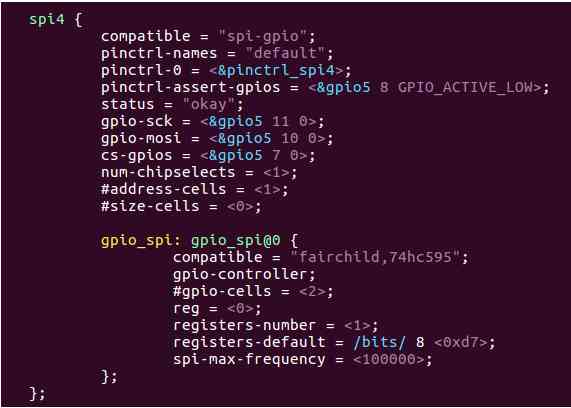 spi4 {
compatible = "spi-gpio";
pinctrl-names = "default";
pinctrl-0 = <&pinctrl_spi4>;
pinctrl-assert-gpios = <&gpio5 8 GPIO_ACTIVE_LOW>;
status = "okay";
gpio-sck = <&gpio5 11 0>;
gpio-mosi = <&gpio5 10 0>;
cs-gpios = <&gpio5 7 0>;
num-chipselects = <1>;
#address-cells = <1>;
#size-cells = <0>;
gpio_spi: gpio_spi@0 {
compatible = "fairchild,74hc595";
gpio-controller;
#gpio-cells = <2>;
reg = <0>;
registers-number = <1>;
registers-default = /bits/ 8 <0xd7>;
spi-max-frequency = <100000>;
};
};